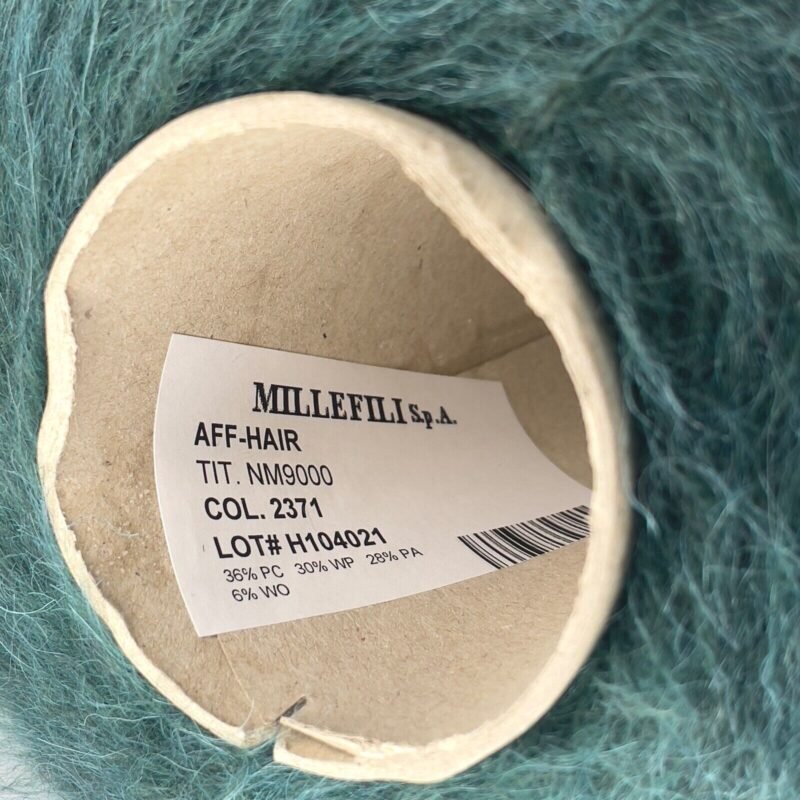 MILLEFILI S.p.A.
AFF-HAIR
TIT. NM9000
COL. 2371
LOT# H104021
36% PC 30% WP 28% PA
6% WO